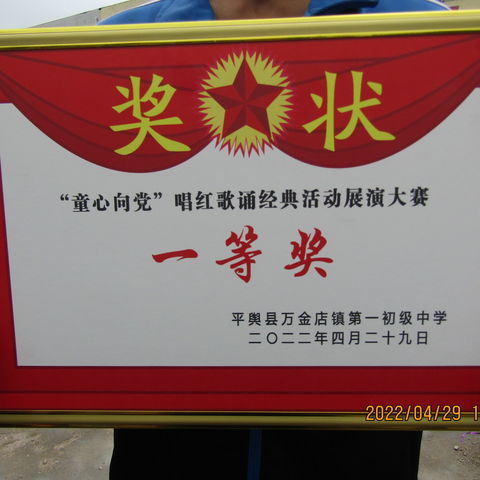 奖状
“童心向党”唱红歌诵经典活动展演大赛
一等奖
平舆县万金店镇第一初级中学
二〇二二年四月二十九日
2022/04/29 1